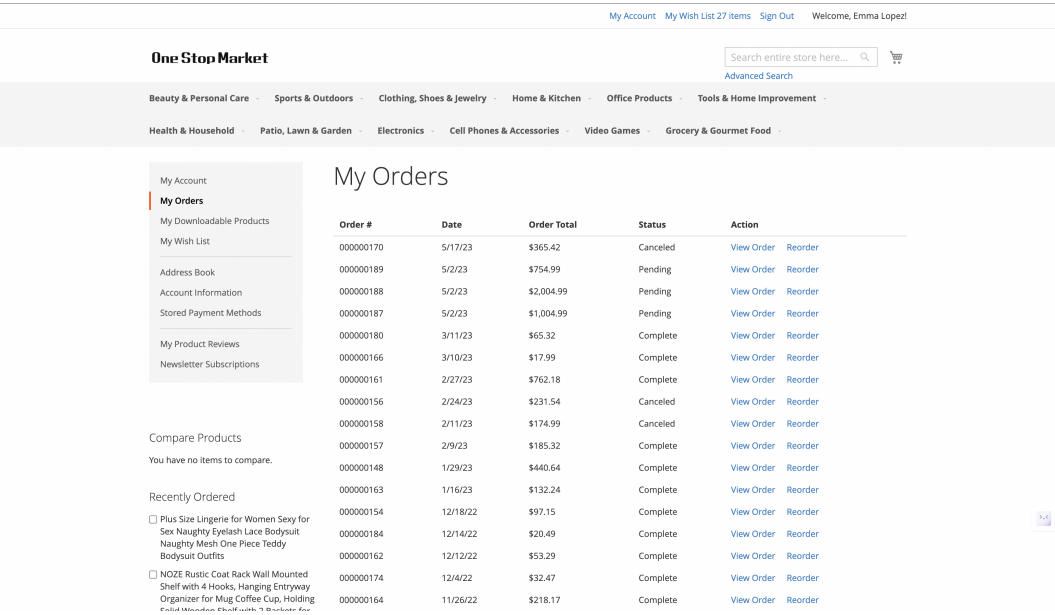 My Account My Wish List 27 items Sign Out Welcome, Emma Lopez!
One Stop Market
Search entire store here...
Advanced Search
Beauty & Personal Care Sports & Outdoors Clothing, Shoes & Jewelry Home & Kitchen Office Products Tools & Home Improvement
Health & Household Patio, Lawn & Garden Electronics Cell Phones & Accessories Video Games Grocery & Gourmet Food
My Account
My Orders
My Downloadable Products
My Wish List
Address Book
Account Information
Stored Payment Methods
My Product Reviews
Newsletter Subscriptions
Compare Products
You have no items to compare.
Recently Ordered
Plus Size Lingerie for Women Sexy for
Sex Naughty Eyelash Lace Bodysuit
Naughty Mesh One Piece Teddy
Bodysuit Outfits
NOZE Rustic Coat Rack Wall Mounted
Shelf with 4 Hooks, Hanging Entryway
Organizer for Mug Coffee Cup, Holding
Solid Wooden Shelf with 2 Baskets for
My Orders
Order # Date Order Total Status Action
000000170 5/17/23 $365.42 Canceled View Order Reorder
000000189 5/2/23 $754.99 Pending View Order Reorder
000000188 5/2/23 $2,004.99 Pending View Order Reorder
000000187 5/2/23 $1,004.99 Pending View Order Reorder
000000180 3/11/23 $65.32 Complete View Order Reorder
000000166 3/10/23 $17.99 Complete View Order Reorder
000000161 2/27/23 $762.18 Complete View Order Reorder
000000156 2/24/23 $231.54 Canceled View Order Reorder
000000158 2/11/23 $174.99 Canceled View Order Reorder
000000157 2/9/23 $185.32 Complete View Order Reorder
000000148 1/29/23 $440.64 Complete View Order Reorder
000000163 1/16/23 $132.24 Complete View Order Reorder
000000154 12/18/22 $97.15 Complete View Order Reorder
000000184 12/14/22 $20.49 Complete View Order Reorder
000000162 12/12/22 $53.29 Complete View Order Reorder
000000174 12/4/22 $32.47 Complete View Order Reorder
000000164 11/26/22 $218.17 Complete View Order Reorder